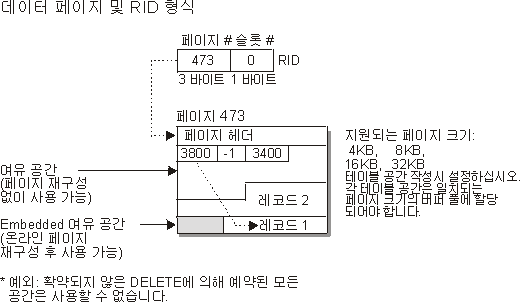 데이터 페이지 및 RID 형식
페이지 # 슬롯 #
473 0 RID
3 바이트 1 바이트
페이지 473
페이지 헤더
3800 -1 3400
여유 공간
(페이지 재구성
없이 사용 가능)
레코드 2
Embedded 여유 공간
(온라인 페이지
재구성 후 사용 가능)
레코드 1
지원되는 페이지 크기:
4KB, 8KB,
16KB, 32KB
테이블 공간 작성시 설정하십시오.
각 테이블 공간은 일치되는
페이지 크기의 버퍼 풀에 할당
되어야 합니다.
* 예외: 확약되지 않은 DELETE에 의해 예약된 모든
공간은 사용할 수 없습니다.